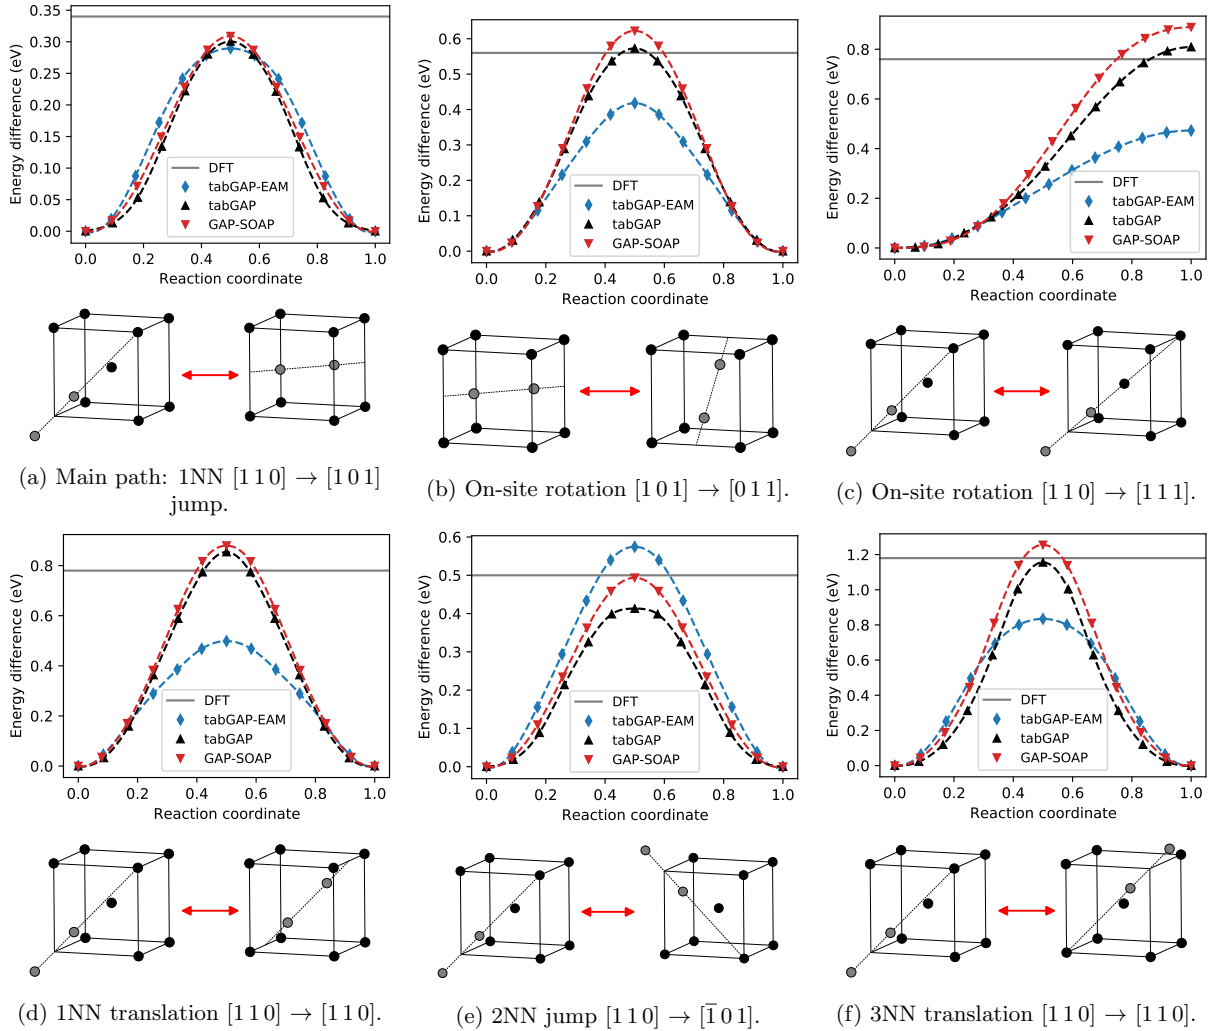 0.35
0.30
0.25
0.20
0.15
0.10
0.05
0.00
Energy difference (eV)
DFT
tabGAP-EAM
tabGAP
GAP-SOAP
0.0 0.2 0.4 0.6 0.8 1.0
Reaction coordinate
(a) Main path: 1NN [1 1 0] → [1 0 1]
jump.
0.6
0.5
0.4
0.3
0.2
0.1
0.0
Energy difference (eV)
DFT
tabGAP-EAM
tabGAP
GAP-SOAP
0.0 0.2 0.4 0.6 0.8 1.0
Reaction coordinate
(b) On-site rotation [1 0 1] → [0 1 1].
0.8
0.6
0.4
0.2
0.0
Energy difference (eV)
DFT
tabGAP-EAM
tabGAP
GAP-SOAP
0.0 0.2 0.4 0.6 0.8 1.0
Reaction coordinate
(c) On-site rotation [1 1 0] → [1 1 1].
0.8
0.6
0.4
0.2
0.0
Energy difference (eV)
DFT
tabGAP-EAM
tabGAP
GAP-SOAP
0.0 0.2 0.4 0.6 0.8 1.0
Reaction coordinate
(d) 1NN translation [1 1 0] → [1 1 0].
0.6
0.5
0.4
0.3
0.2
0.1
0.0
Energy difference (eV)
DFT
tabGAP-EAM
tabGAP
GAP-SOAP
0.0 0.2 0.4 0.6 0.8 1.0
Reaction coordinate
(e) 2NN jump [1 1 0] → [1̅ 0 1].
1.2
1.0
0.8
0.6
0.4
0.2
0.0
Energy difference (eV)
DFT
tabGAP-EAM
tabGAP
GAP-SOAP
0.0 0.2 0.4 0.6 0.8 1.0
Reaction coordinate
(f) 3NN translation [1 1 0] → [1 1 0].